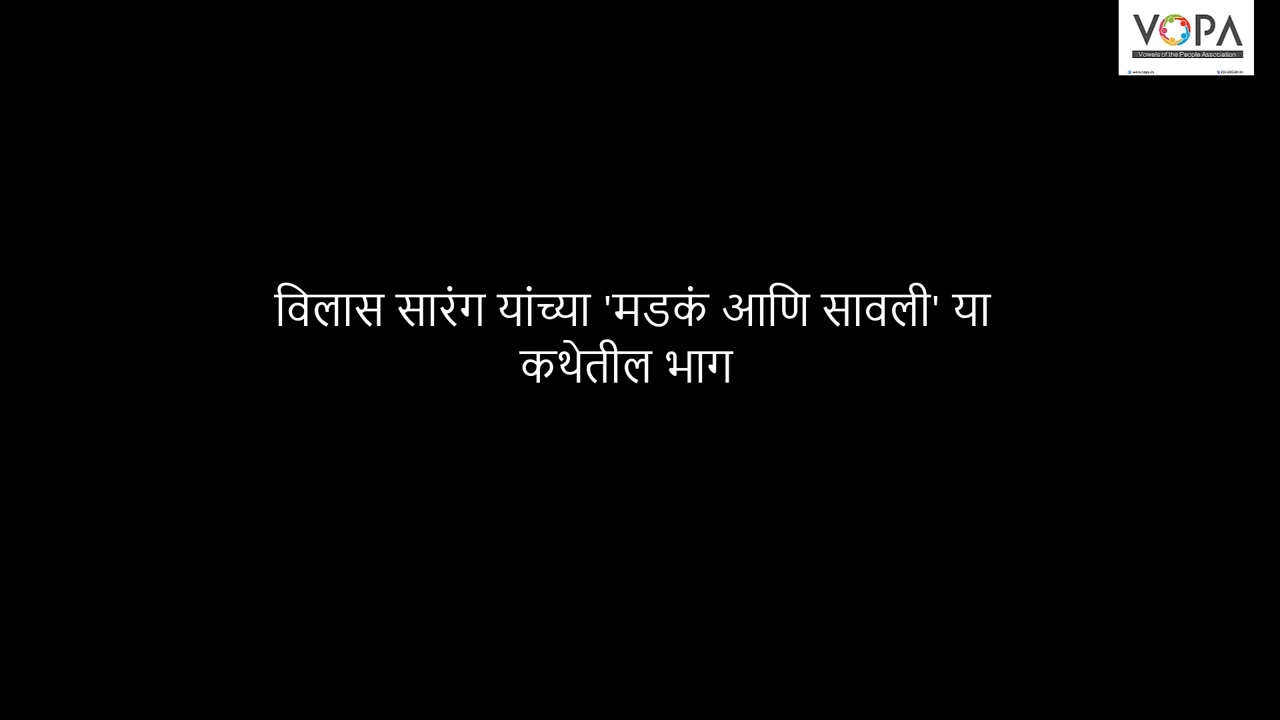 VOPA
Vowels of the People Association
विलास सारंग यांच्या 'मडकं आणि सावली' या
कथेतील भाग